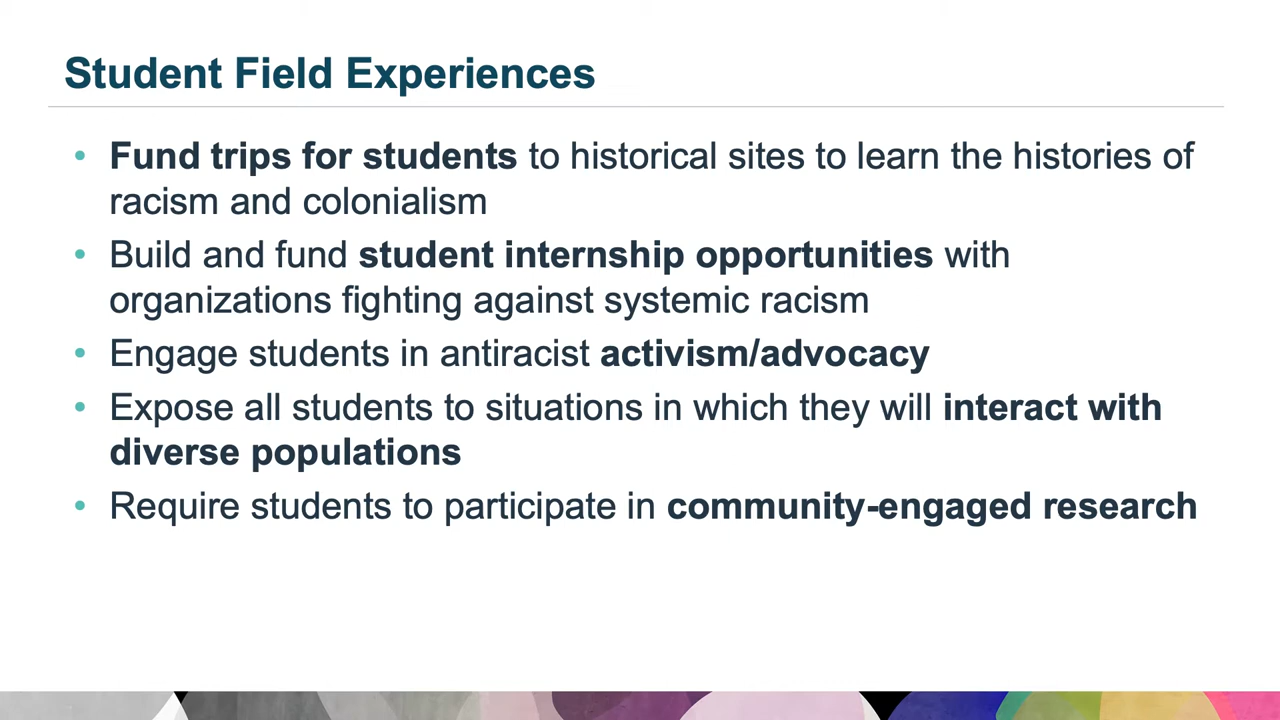 Student Field Experiences
• Fund trips for students to historical sites to learn the histories of
racism and colonialism
• Build and fund student internship opportunities with
organizations fighting against systemic racism
• Engage students in antiracist activism/advocacy
• Expose all students to situations in which they will interact with
diverse populations
• Require students to participate in community-engaged research